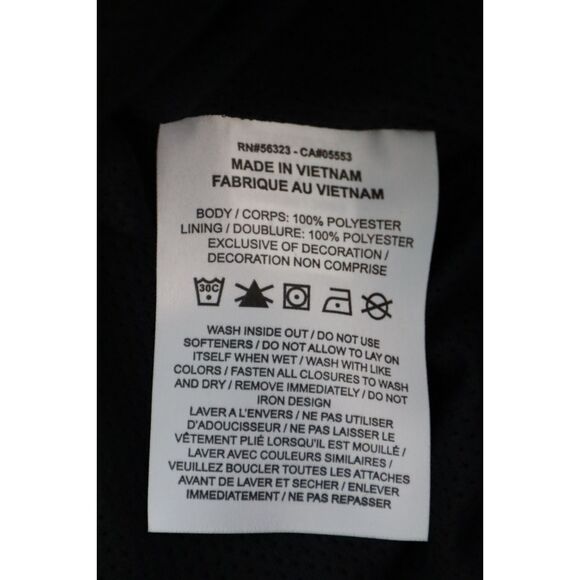 RN#56323 - CA#05553
MADE IN VIETNAM
FABRIQUE AU VIETNAM
BODY / CORPS: 100% POLYESTER
LINING / DOUBLURE: 100% POLYESTER
EXCLUSIVE OF DECORATION /
DECORATION NON COMPRISE
30C
WASH INSIDE OUT / DO NOT USE
SOFTENERS / DO NOT ALLOW TO LAY ON
ITSELF WHEN WET / WASH WITH LIKE
COLORS / FASTEN ALL CLOSURES TO WASH
AND DRY / REMOVE IMMEDIATELY / DO NOT
IRON DESIGN
LAVER A L'ENVERS / NE PAS UTILISER
D'ADOUCISSEUR / NE PAS LAISSER LE
VÊTEMENT PLIÉ LORSQU'IL EST MOUILLÉ /
LAVER AVEC COULEURS SIMILAIRES /
VEUILLEZ BOUCLER TOUTES LES ATTACHES
AVANT DE LAVER ET SECHER / ENLEVER
IMMEDIATEMENT / NE PAS REPASSER